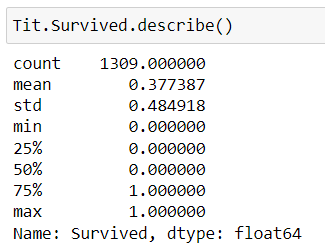 Tit.Survived.describe()
count    1309.000000
mean        0.377387
std         0.484918
min         0.000000
25%         0.000000
50%         0.000000
75%         1.000000
max         1.000000
Name: Survived, dtype: float64